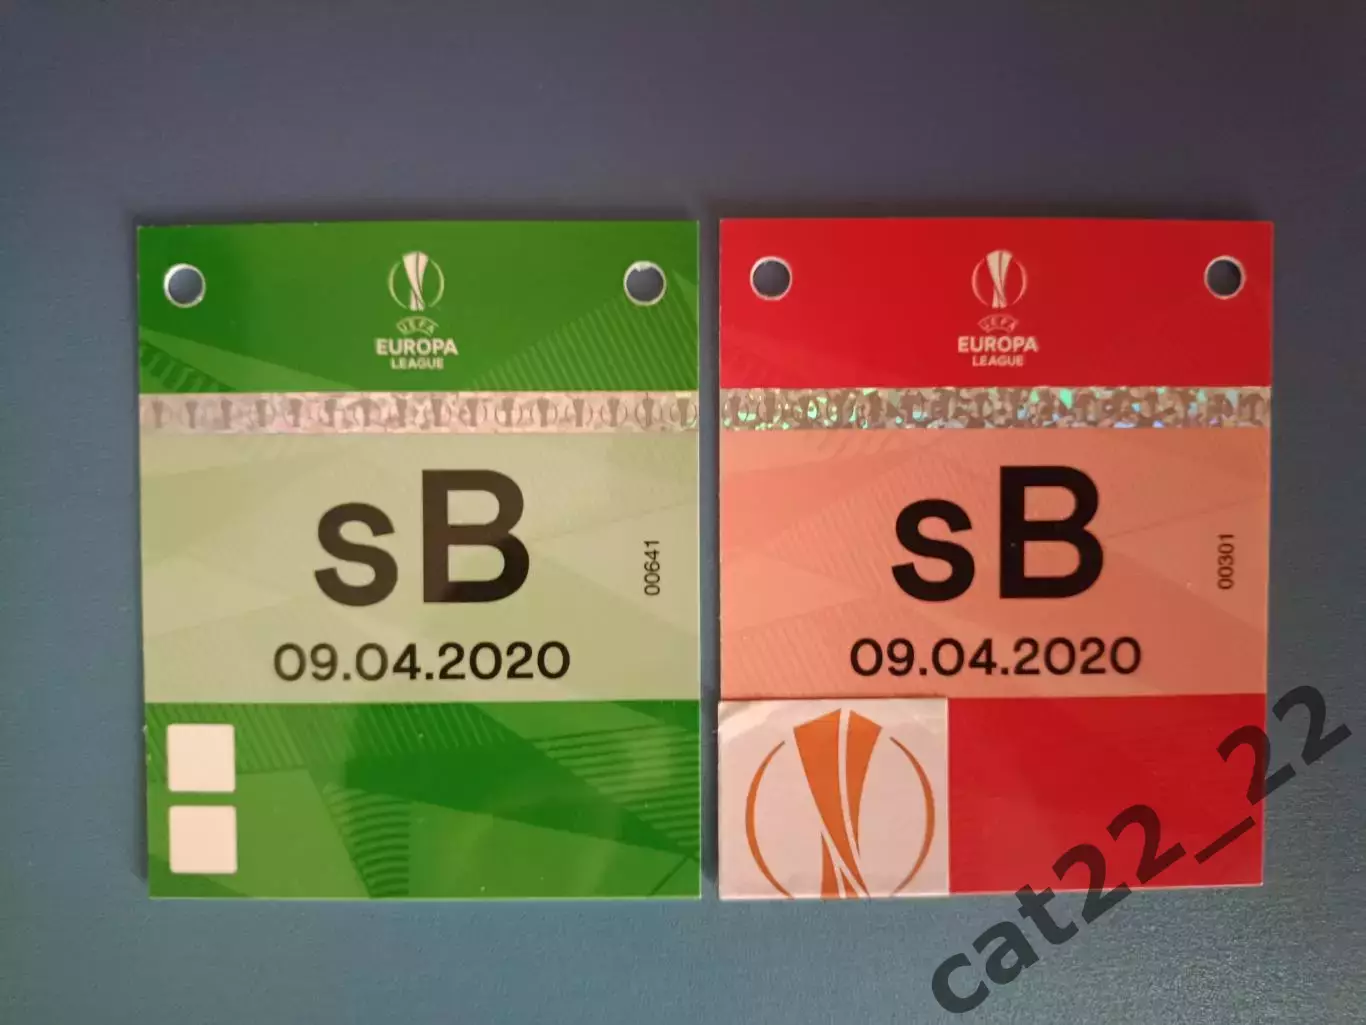 UEFA
EUROPA
LEAGUE
sB
00641
09.04.2020
UEFA
EUROPA
LEAGUE
sB
00301
09.04.2020
cat22_22